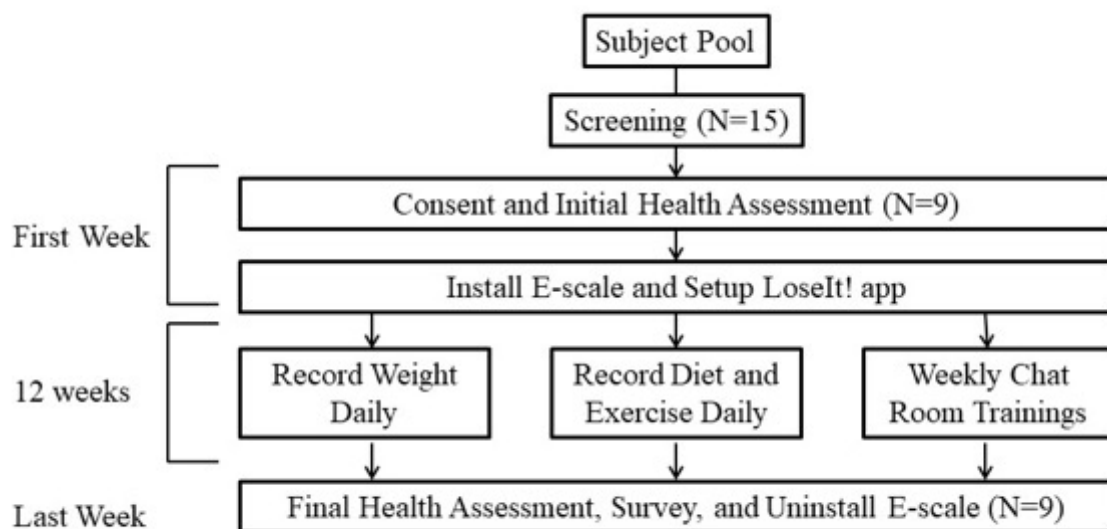 Subject Pool
Screening (N=15)
Consent and Initial Health Assessment (N=9)
First Week
Install E-scale and Setup LoseIt! app
Record Weight
Daily
Record Diet and
Exercise Daily
Weekly Chat
Room Trainings
12 weeks
Final Health Assessment, Survey, and Uninstall E-scale (N=9)
Last Week